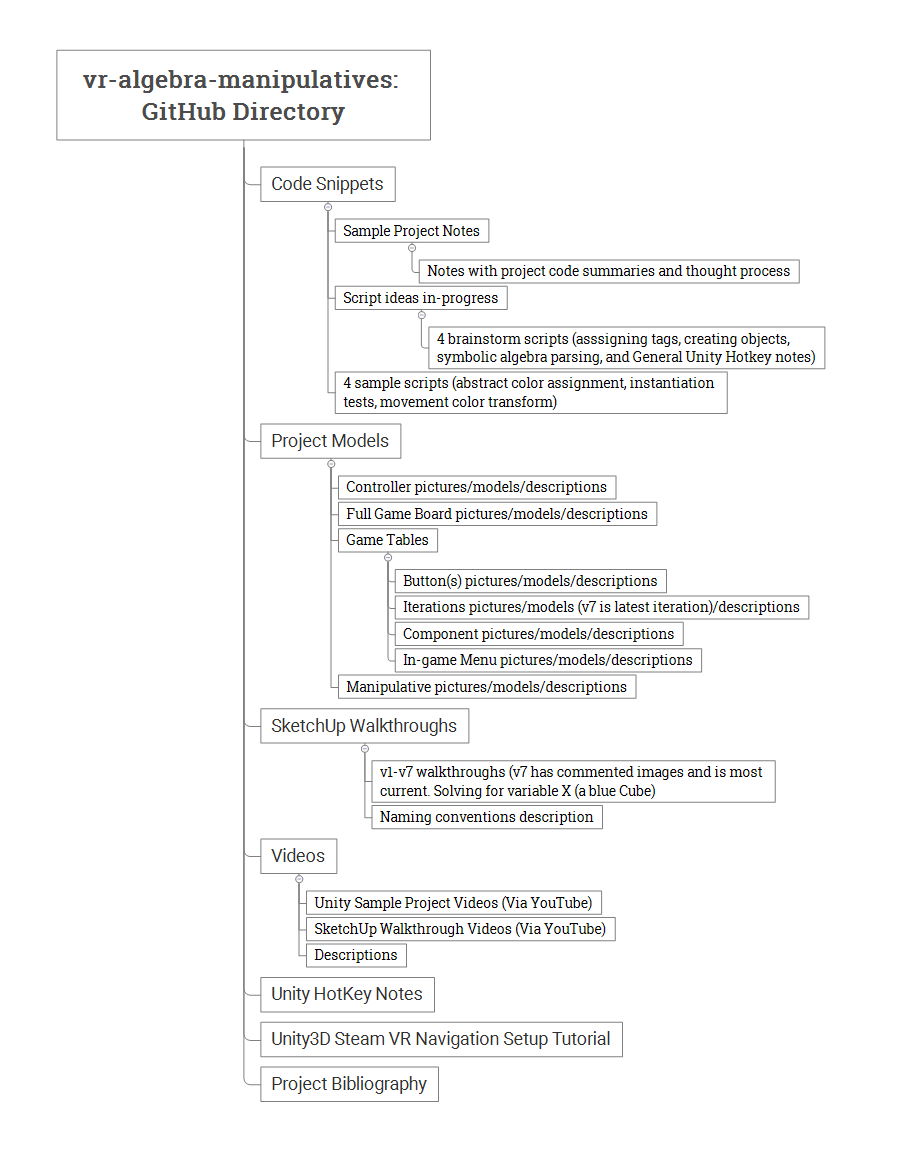 vr-algebra-manipulatives:
GitHub Directory
Code Snippets
Sample Project Notes
Notes with project code summaries and thought process
Script ideas in-progress
4 brainstorm scripts (asssigning tags, creating objects,
symbolic algebra parsing, and General Unity Hotkey notes)
4 sample scripts (abstract color assignment, instantiation
tests, movement color transform)
Project Models
Controller pictures/models/descriptions
Full Game Board pictures/models/descriptions
Game Tables
Button(s) pictures/models/descriptions
Iterations pictures/models (v7 is latest iteration)/descriptions
Component pictures/models/descriptions
In-game Menu pictures/models/descriptions
Manipulative pictures/models/descriptions
SketchUp Walkthroughs
v1-v7 walkthroughs (v7 has commented images and is most
current. Solving for variable X (a blue Cube)
Naming conventions description
Videos
Unity Sample Project Videos (Via YouTube)
SketchUp Walkthrough Videos (Via YouTube)
Descriptions
Unity HotKey Notes
Unity3D Steam VR Navigation Setup Tutorial
Project Bibliography